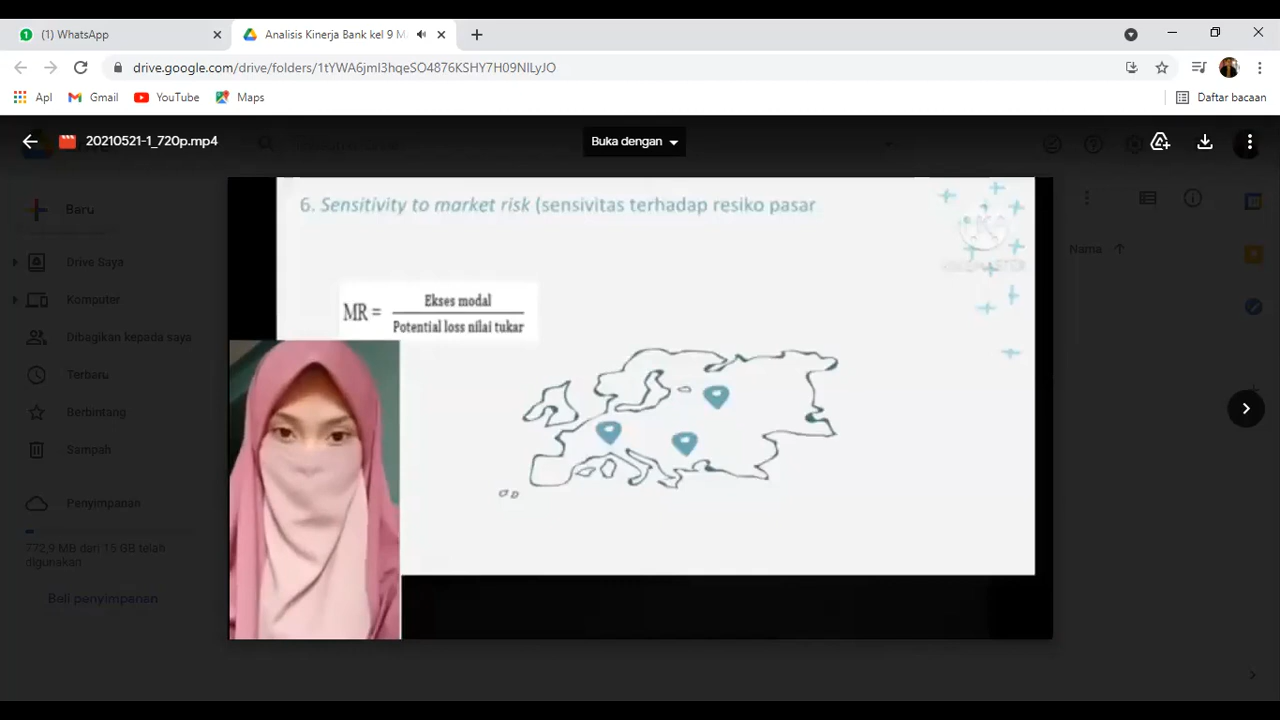 (1) WhatsApp
Analisis Kinerja Bank kel 9 M
drive.google.com/drive/folders/1tYWA6jmI3hqeSO4876KSHY7H09NILyJO
Apl
Gmail
YouTube
Maps
Daftar bacaan
20210521-1_720p.mp4
Buka dengan
Baru
Drive Saya
Komputer
Dibagikan kepada saya
Terbaru
Berbintang
Sampah
Penyimpanan
772,9 MB dari 15 GB telah
digunakan
Beli penyimpanan
Nama
6. Sensitivity to market risk (sensivitas terhadap resiko pasar
MR =
Ekses modal
Potential loss nilai tukar